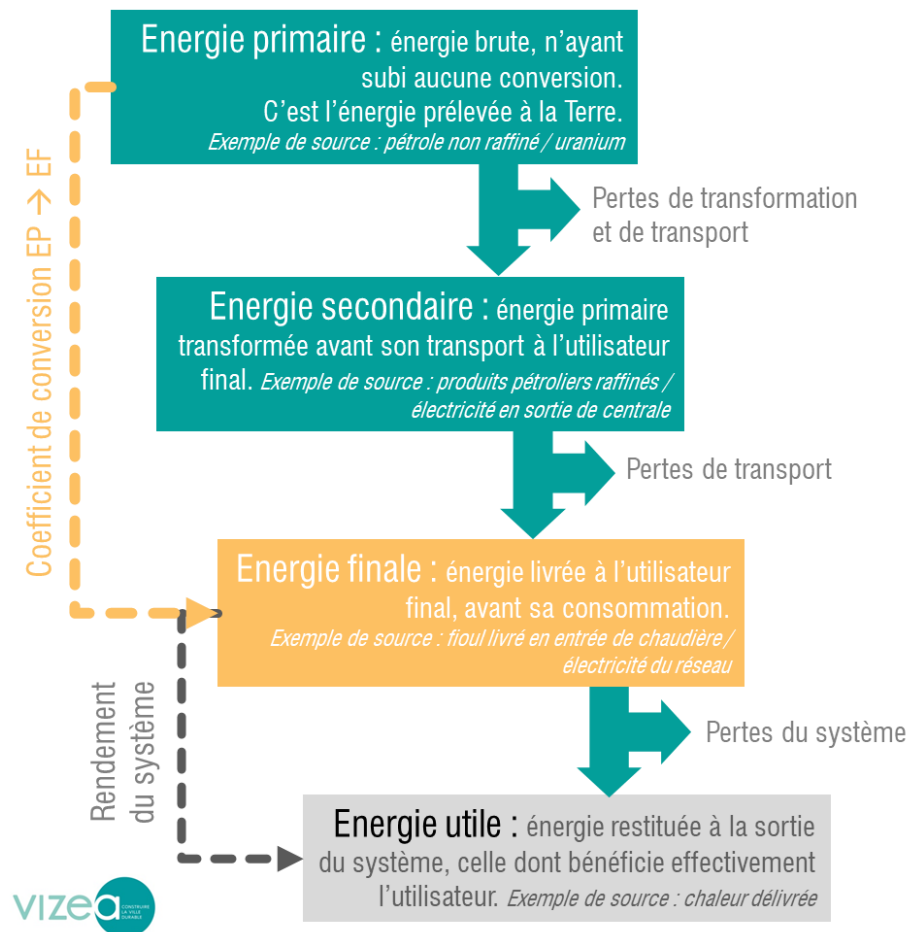 Energie primaire : énergie brute, n'ayant
subi aucune conversion.
C'est l'énergie prélevée à la Terre.
Exemple de source : pétrole non raffiné / uranium
Pertes de transformation
et de transport
Coefficient de conversion EP → EF
Energie secondaire : énergie primaire
transformée avant son transport à l'utilisateur
final. Exemple de source : produits pétroliers raffinés /
électricité en sortie de centrale
Pertes de transport
Energie finale : énergie livrée à l'utilisateur
final, avant sa consommation.
Exemple de source : fioul livré en entrée de chaudière /
électricité du réseau
Rendement
du système
Pertes du système
Energie utile : énergie restituée à la sortie
du système, celle dont bénéficie effectivement
l'utilisateur. Exemple de source : chaleur délivrée
vizea
CONSTRUIRE
LA VILLE
DURABLE